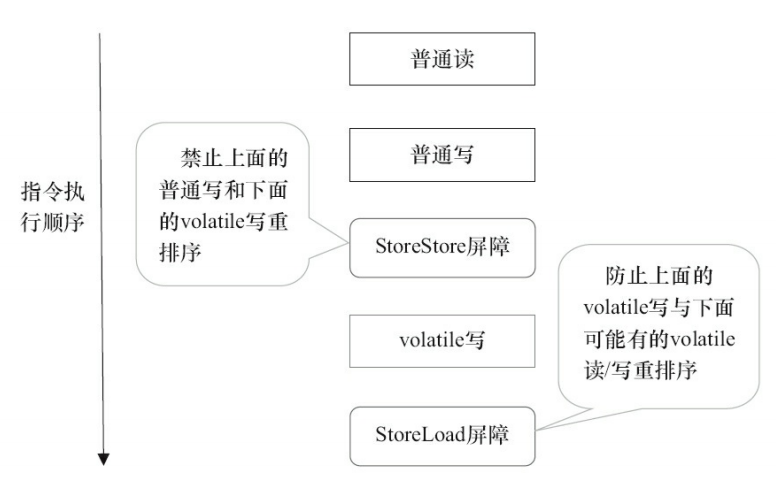 普通读
普通写
禁止上面的
普通写和下面
的volatile写重
排序
指令执
行顺序
StoreStore屏障
防止上面的
volatile写与下面
可能有的volatile
读/写重排序
volatile写
StoreLoad屏障